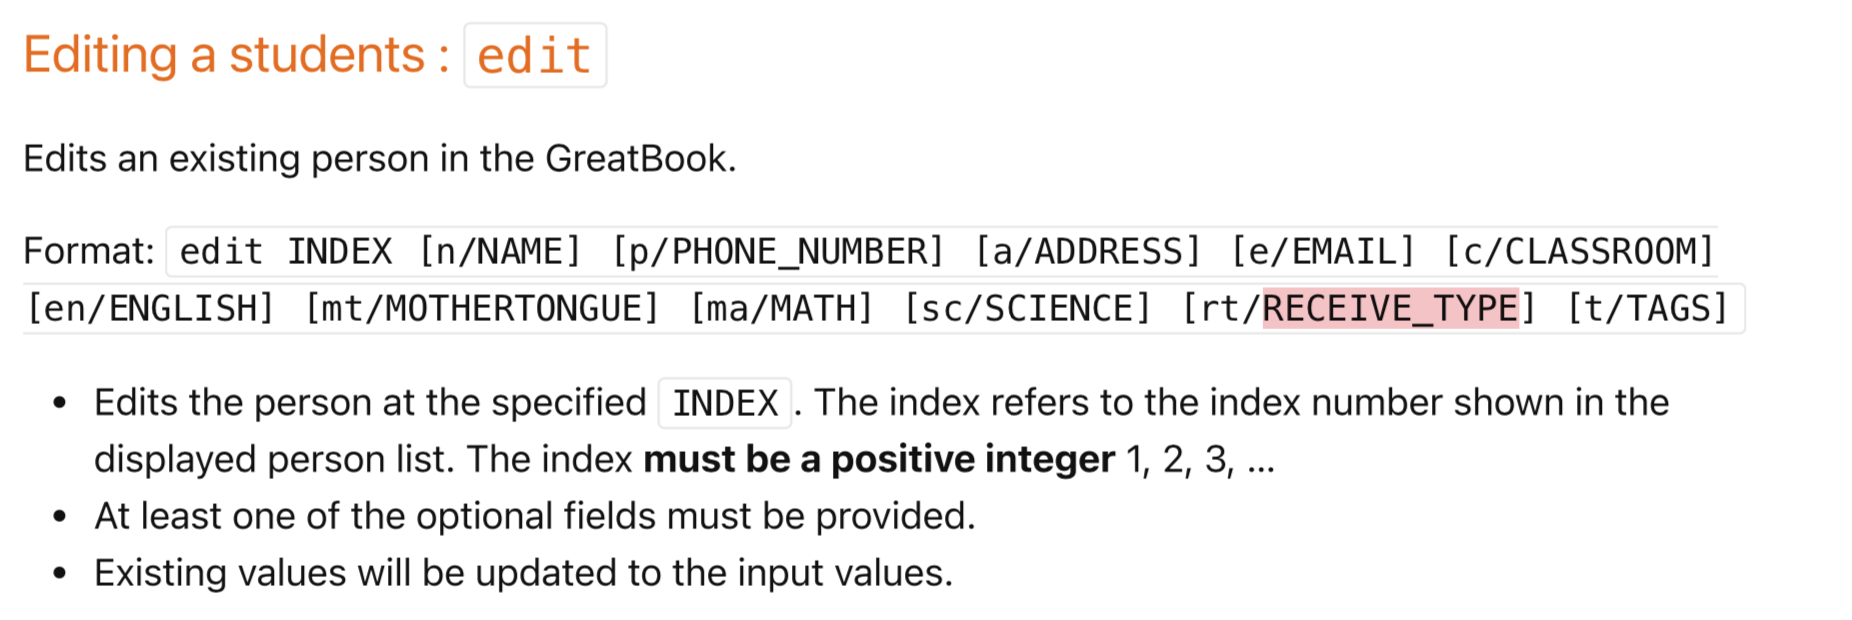 Editing a students : edit
Edits an existing person in the GreatBook.
Format: edit INDEX [n/NAME] [p/PHONE_NUMBER] [a/ADDRESS] [e/EMAIL] [c/CLASSROOM]
[en/ENGLISH] [mt/MOTHERTONGUE] [ma/MATH] [sc/SCIENCE] [rt/RECEIVE_TYPE] [t/TAGS]
• Edits the person at the specified INDEX. The index refers to the index number shown in the
displayed person list. The index must be a positive integer 1, 2, 3, ...
• At least one of the optional fields must be provided.
• Existing values will be updated to the input values.